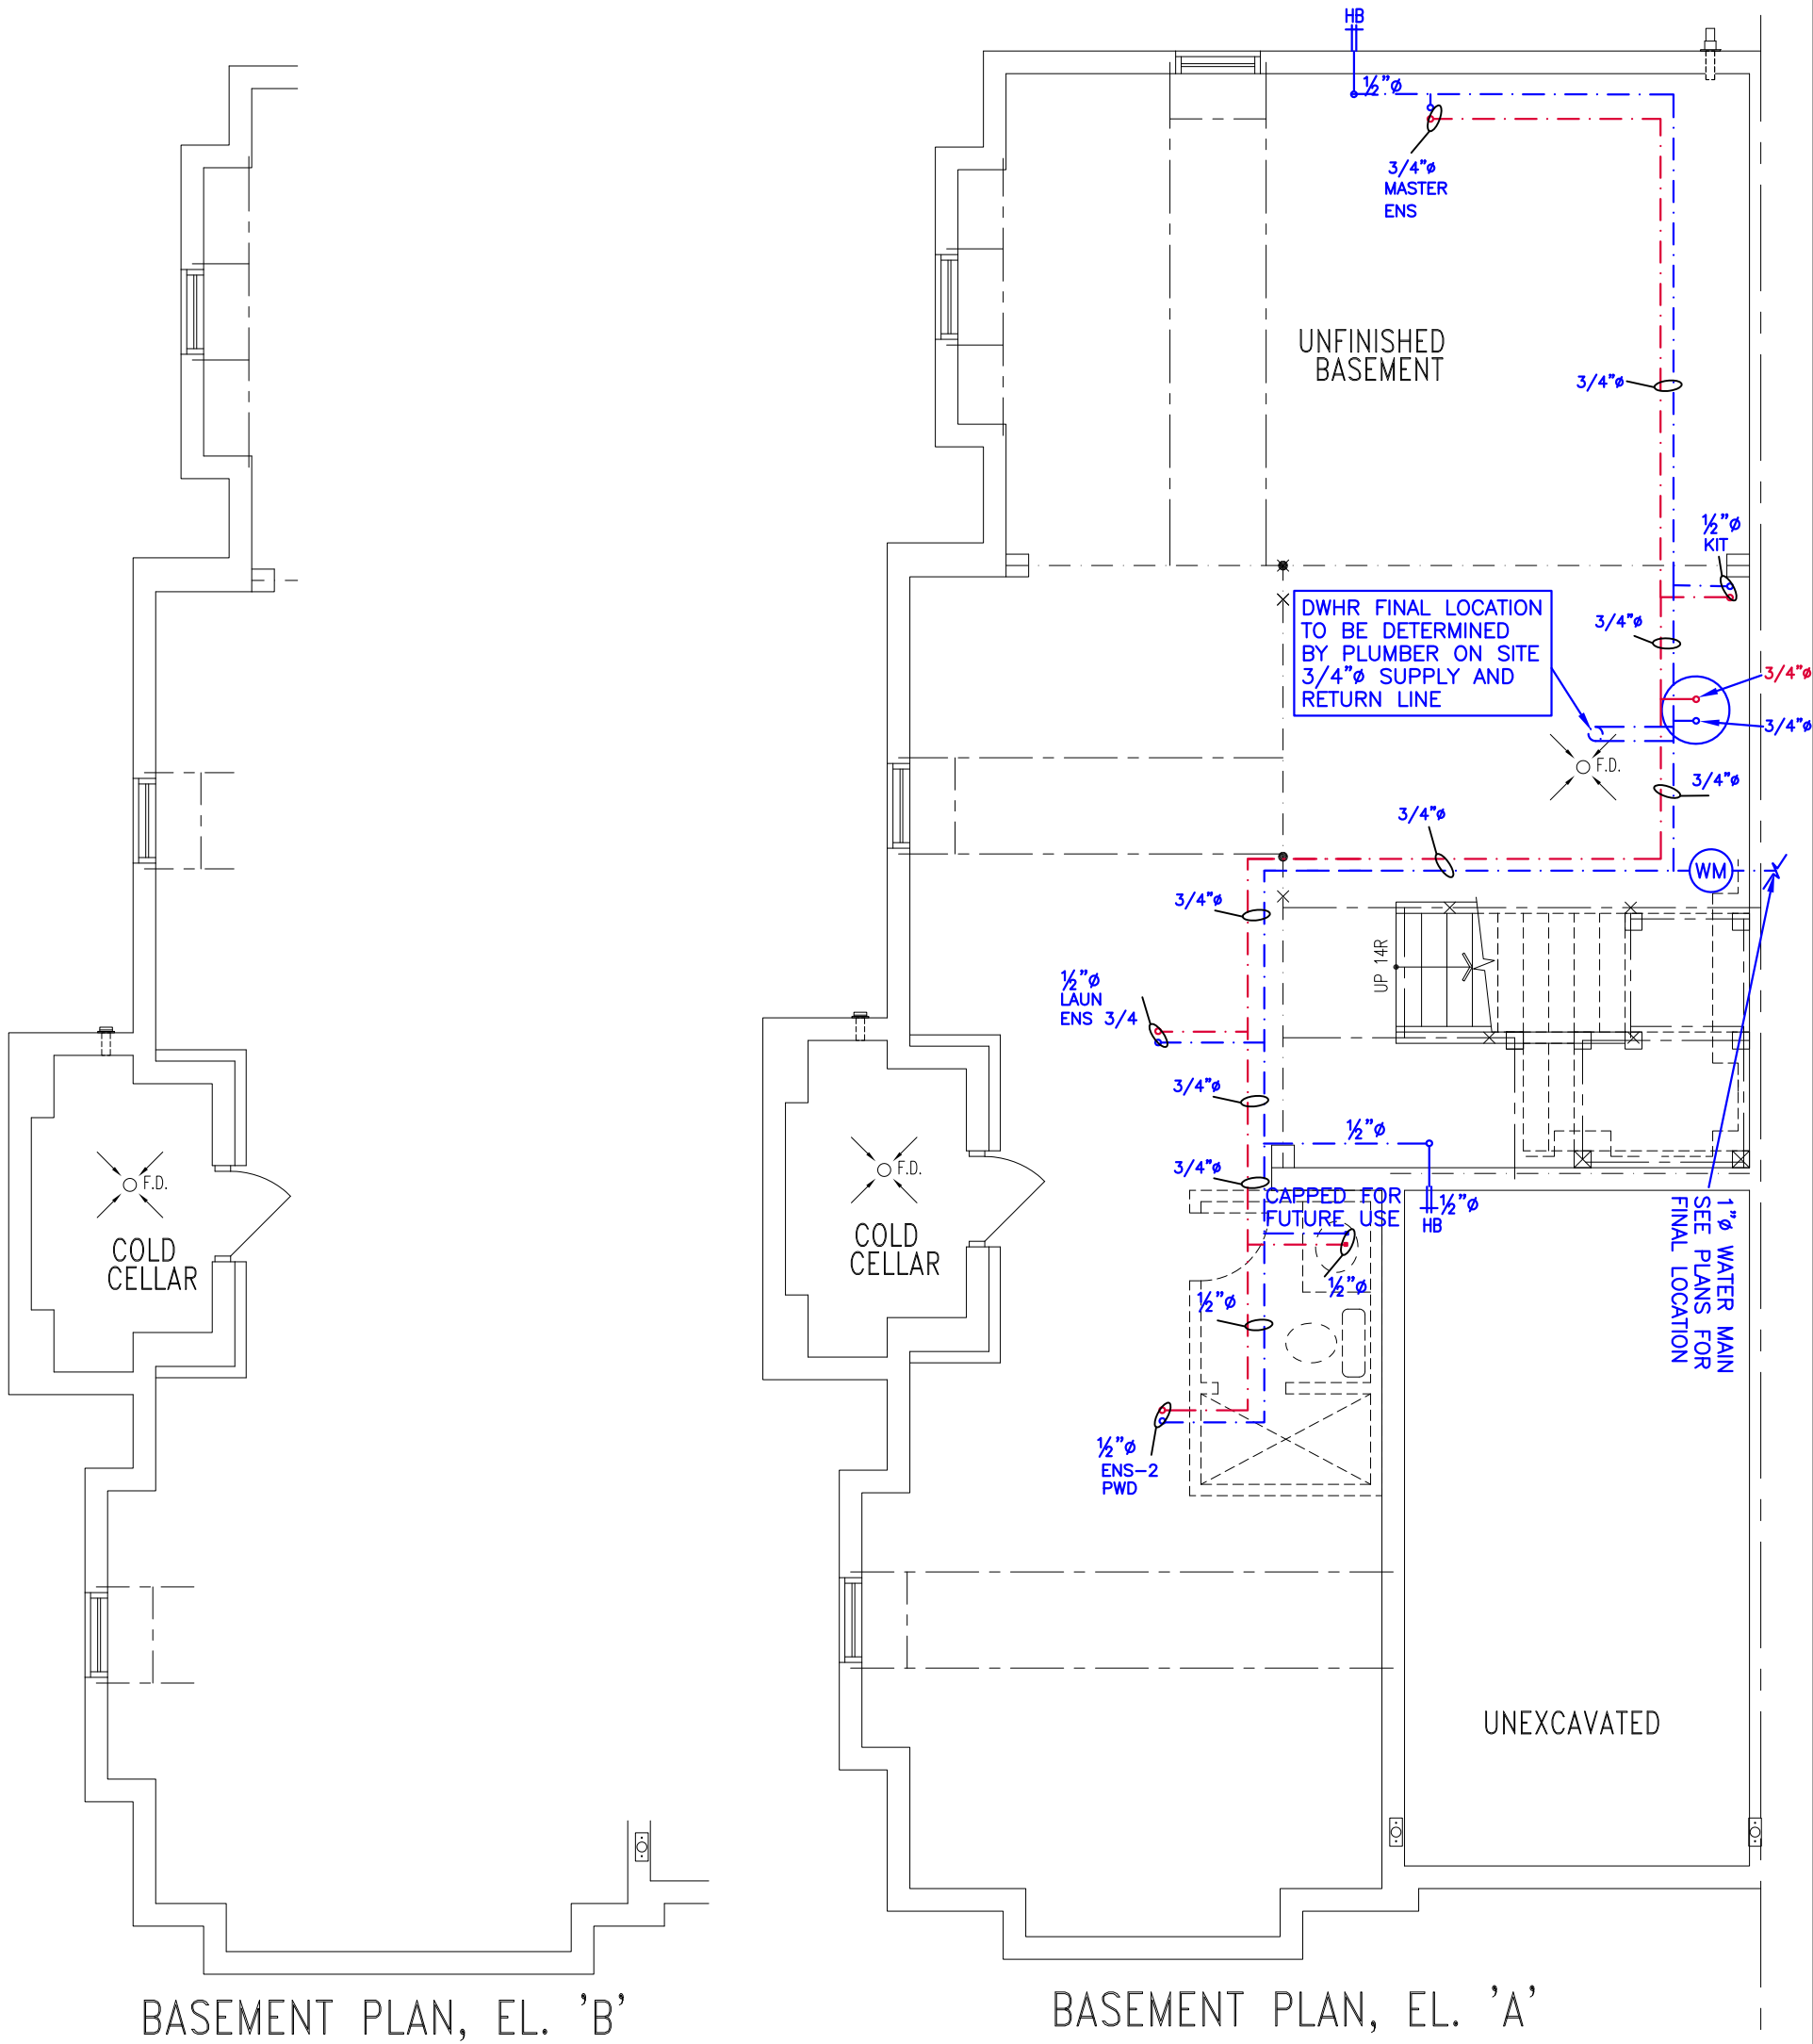 HB
½"ø
3/4"ø
MASTER
ENS
UNFINISHED
BASEMENT
3/4"ø
½"ø
KIT
DWHR FINAL LOCATION
TO BE DETERMINED
BY PLUMBER ON SITE
3/4"ø SUPPLY AND
RETURN LINE
3/4"ø
3/4"ø
3/4"ø
F.D.
3/4"ø
3/4"ø
WM
3/4"ø
UP 14R
½"ø
LAUN
ENS 3/4
3/4"ø
½"ø
3/4"ø
CAPPED FOR
FUTURE USE
½"ø
HB
½"ø
½"ø
1"ø WATER MAIN
SEE PLANS FOR
FINAL LOCATION
F.D.
COLD
CELLAR
F.D.
COLD
CELLAR
½"ø
ENS-2
PWD
UNEXCAVATED
BASEMENT PLAN, EL. 'B'
BASEMENT PLAN, EL. 'A'